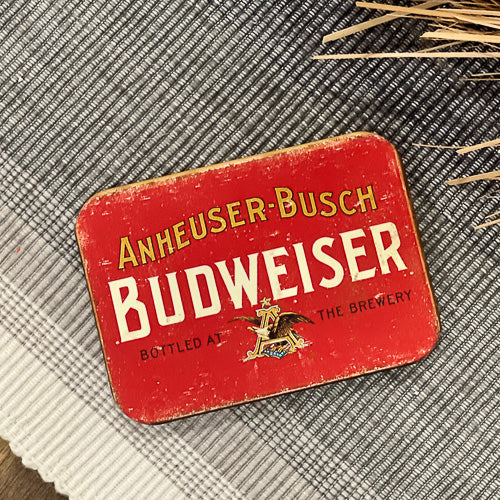 ANHEUSER-BUSCH
BUDWEISER
BOTTLED AT THE BREWERY